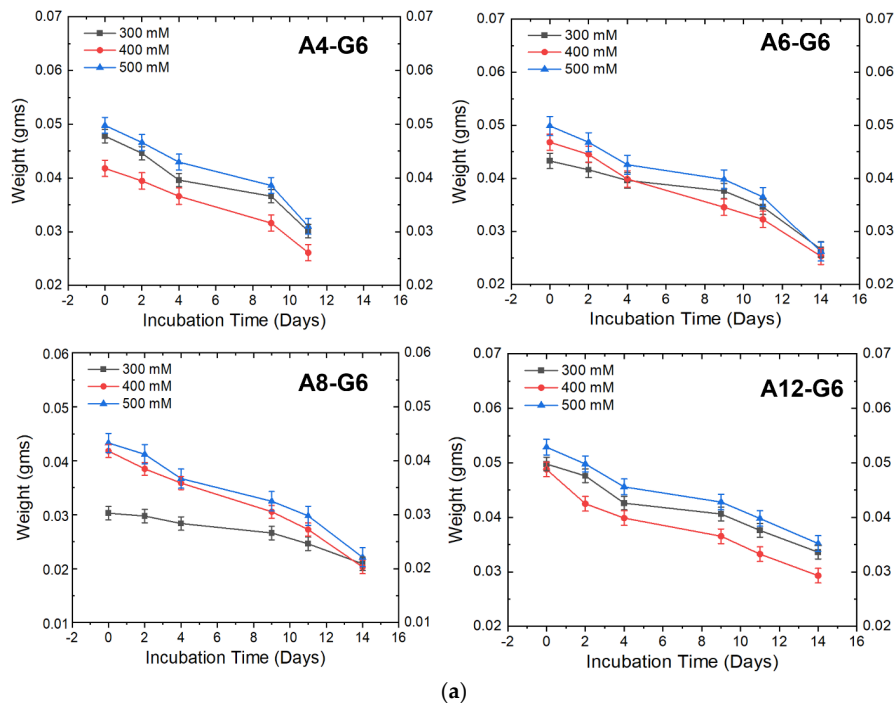 A4-G6
300 mM
400 mM
500 mM
Weight (gms)
0.07 0.06 0.05 0.04 0.03 0.02
0.07 0.06 0.05 0.04 0.03 0.02
-2 0 2 4 6 8 10 12 14 16
Incubation Time (Days)
A6-G6
300 mM
400 mM
500 mM
Weight (gms)
0.07 0.06 0.05 0.04 0.03 0.02
0.07 0.06 0.05 0.04 0.03 0.02
-2 0 2 4 6 8 10 12 14 16
Incubation Time (Days)
A8-G6
300 mM
400 mM
500 mM
Weight (gms)
0.06 0.05 0.04 0.03 0.02 0.01
0.06 0.05 0.04 0.03 0.02 0.01
-2 0 2 4 6 8 10 12 14 16
Incubation Time (Days)
A12-G6
300 mM
400 mM
500 mM
Weight (gms)
0.07 0.06 0.05 0.04 0.03 0.02
0.07 0.06 0.05 0.04 0.03 0.02
-2 0 2 4 6 8 10 12 14 16
Incubation Time (Days)
(a)